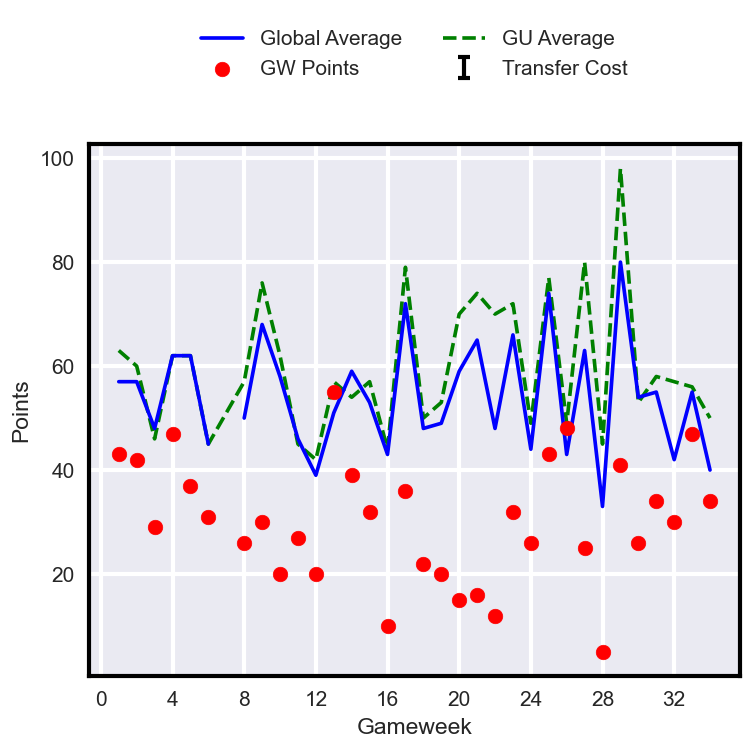 Global Average
GU Average
GW Points
Transfer Cost
100
80
60
40
20
Points
0 4 8 12 16 20 24 28 32
Gameweek